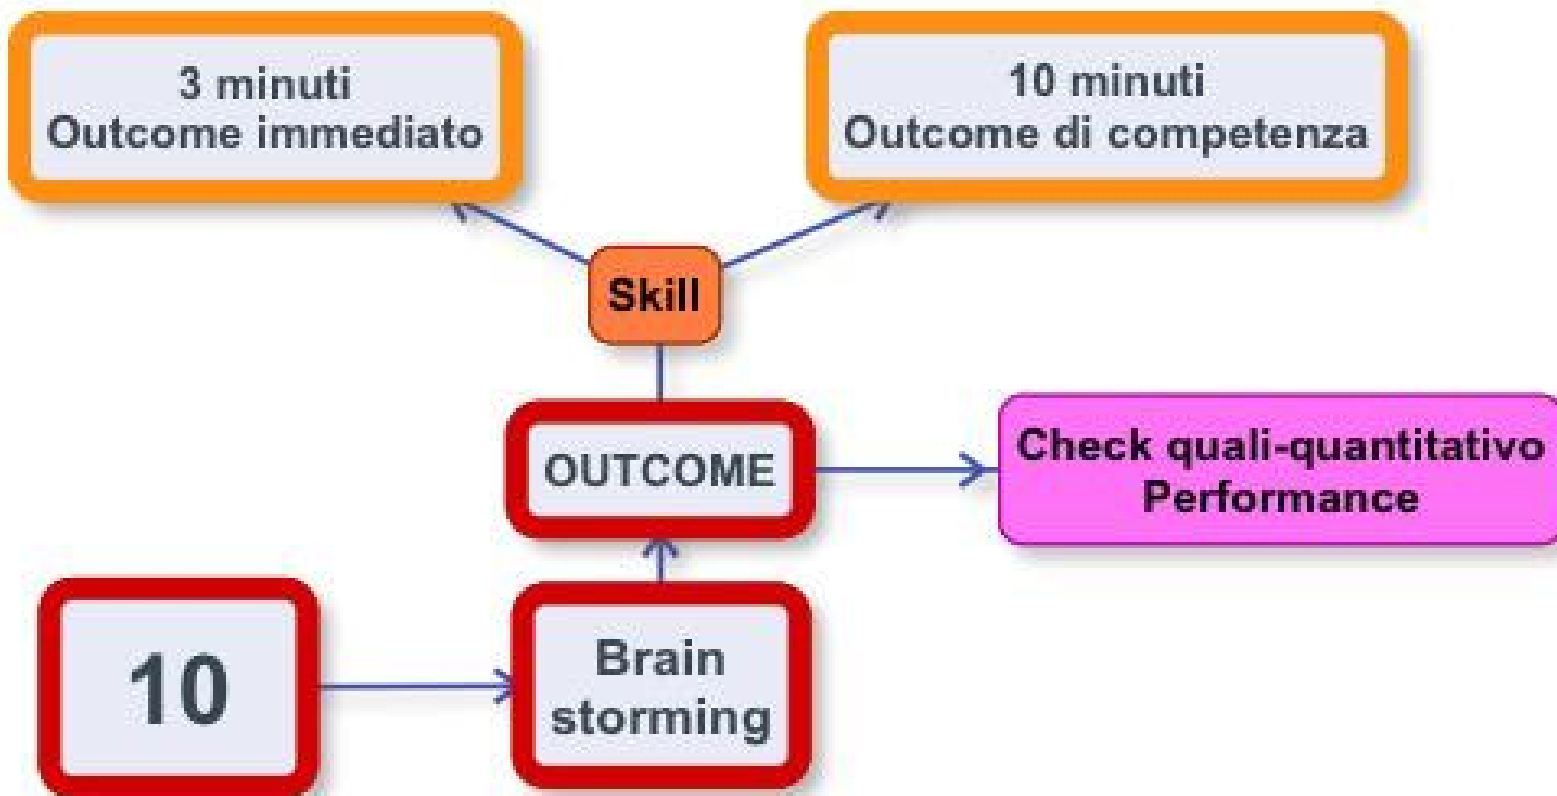 3 minuti
Outcome immediato
10 minuti
Outcome di competenza
Skill
OUTCOME
Check quali-quantitativo
Performance
10
Brain
storming